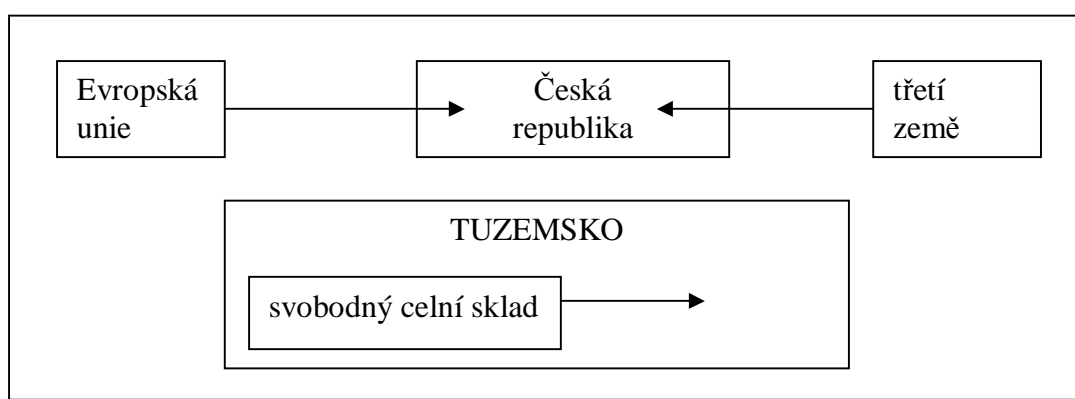 Evropská
unie
Česká
republika
třetí
země
TUZEMSKO
svobodný celní sklad